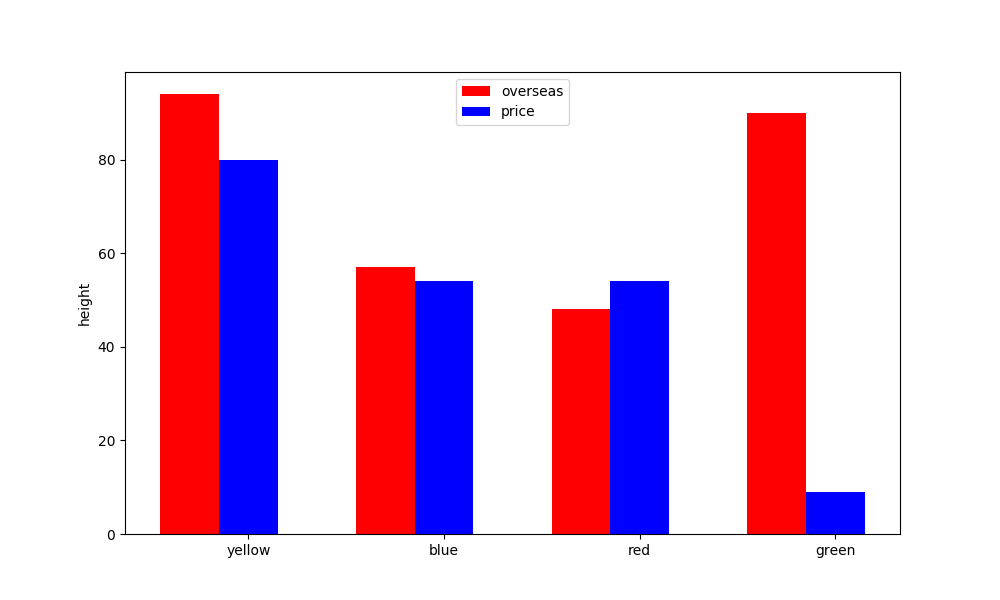 overseas
price
80
60
40
20
0
height
yellow
blue
red
green